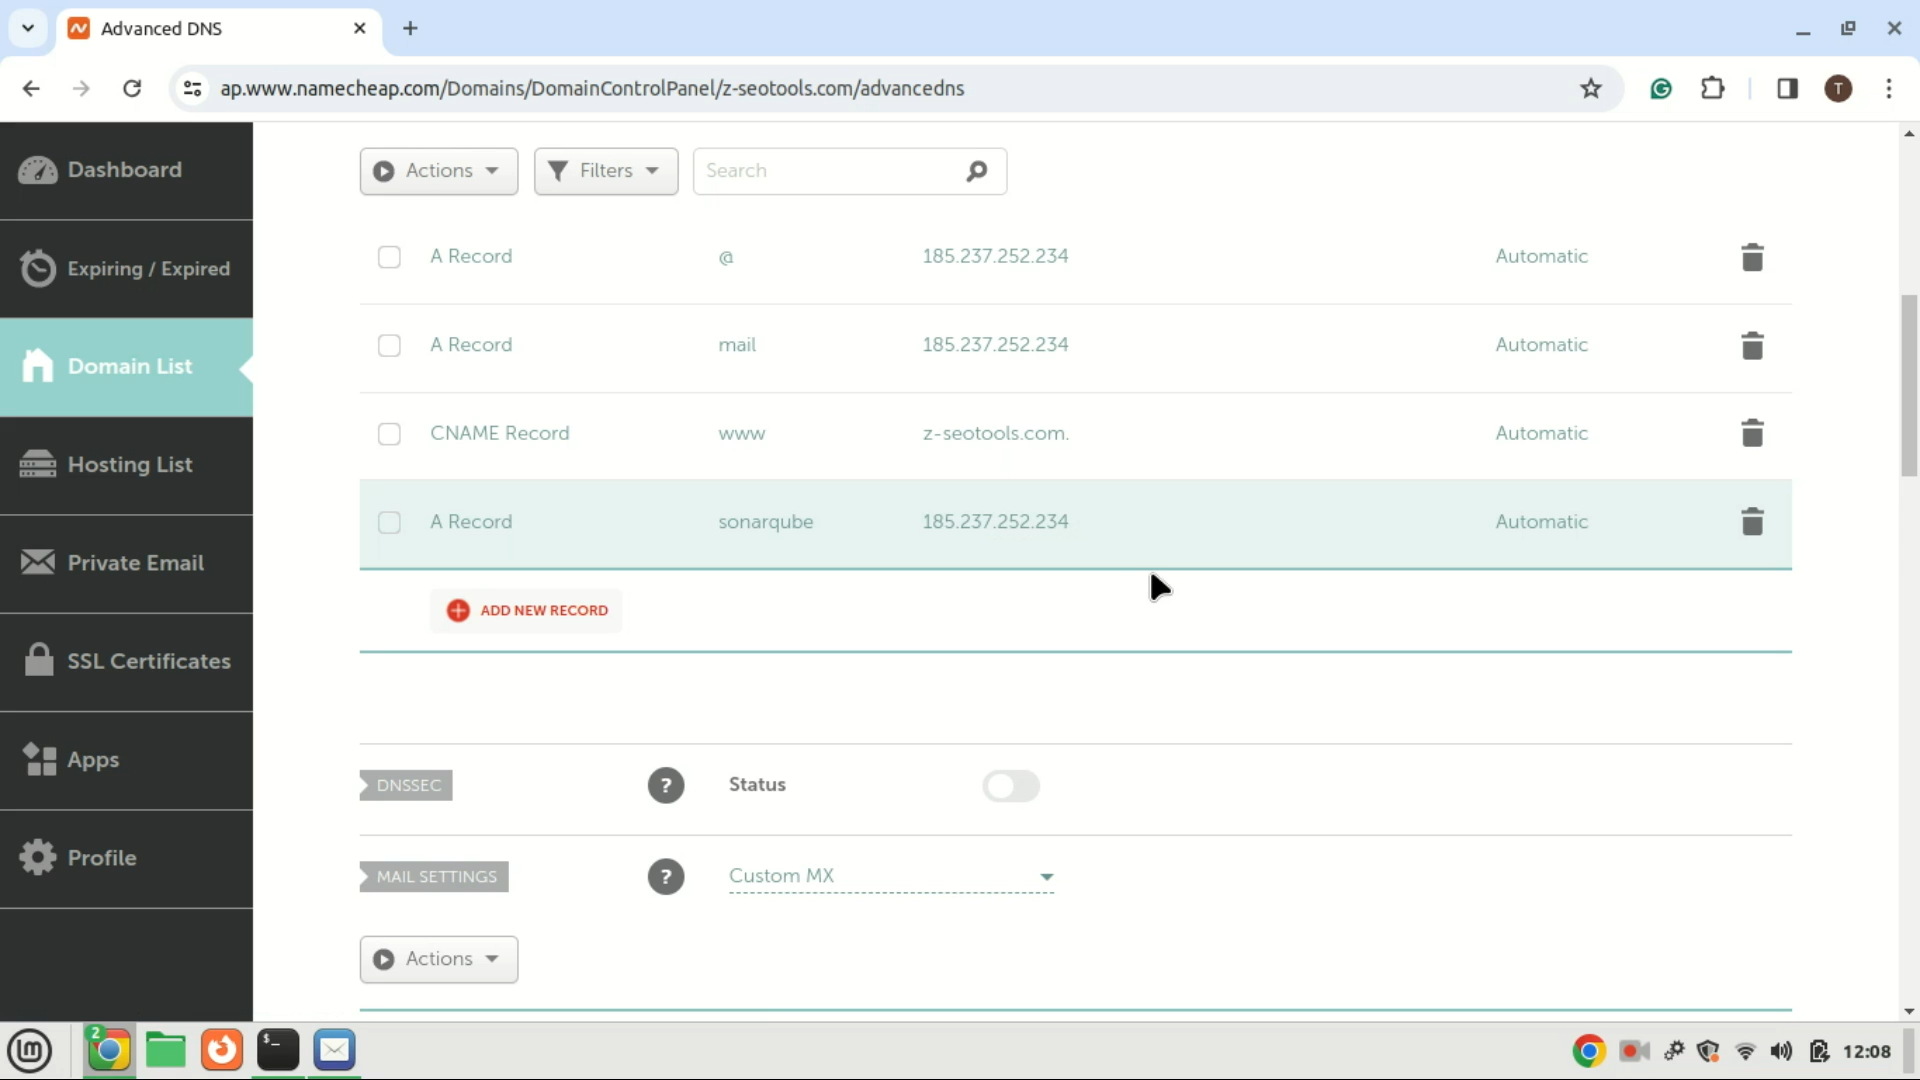 Advanced DNS
ap.www.namecheap.com/Domains/DomainControlPanel/z-seotools.com/advancedns
T
Dashboard
Expiring / Expired
Domain List
Hosting List
Private Email
SSL Certificates
Apps
Profile
Actions Filters Search
A Record @ 185.237.252.234 Automatic
A Record mail 185.237.252.234 Automatic
CNAME Record www z-seotools.com. Automatic
A Record sonarqube 185.237.252.234 Automatic
ADD NEW RECORD
DNSSEC ? Status
MAIL SETTINGS ? Custom MX
Actions
2
$_
12:08